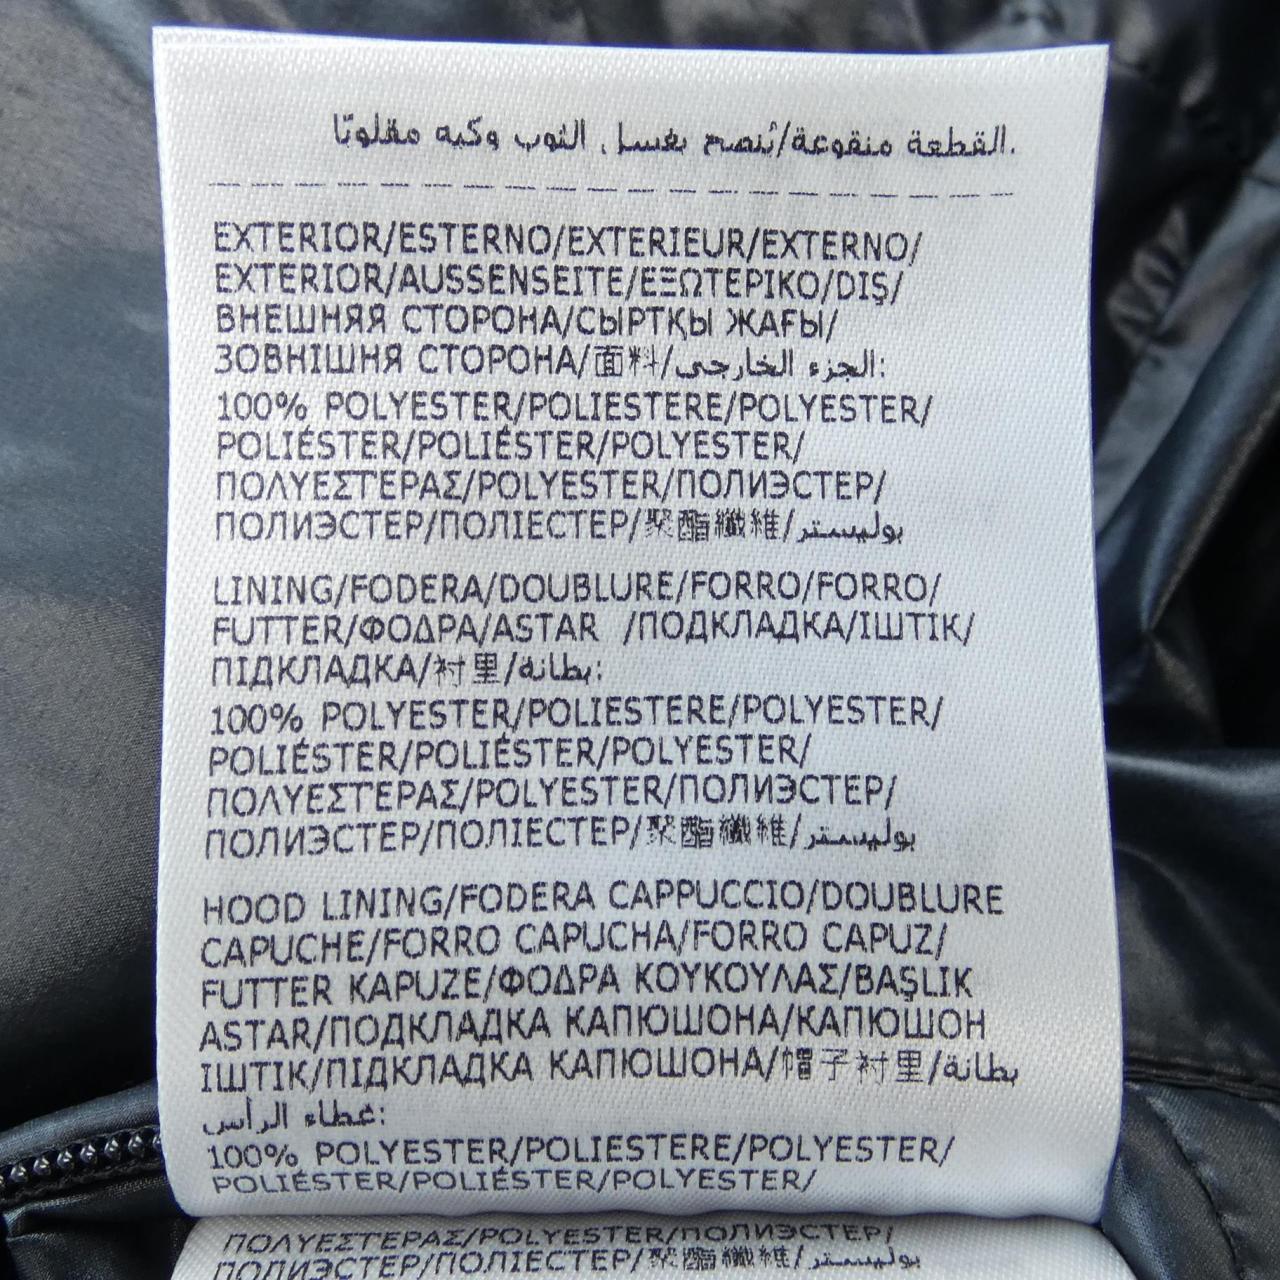 القطعة منقوعة/يُنصح بغسل الثوب وكيه مقلوبًا.
EXTERIOR/ESTERNO/EXTERIEUR/EXTERNO/
EXTERIOR/AUSSENSEITE/ΕΞΩΤΕΡΙΚΟ/DIŞ/
ВНЕШНЯЯ СТОРОНА/СЫРТҚЫ ЖАҒЫ/
ЗОВНІШНЯ СТОРОНА/面料/الجزء الخارجي:
100% POLYESTER/POLIESTERE/POLYESTER/
POLIÉSTER/POLIÉSTER/POLYESTER/
ΠΟΛΥΕΣΤΕΡΑΣ/POLYESTER/ПОЛИЭСТЕР/
ПОЛИЭСТЕР/ПОЛІЕСТЕР/聚酯纖維/بوليستر
LINING/FODERA/DOUBLURE/FORRO/FORRO/
FUTTER/ΦΟΔΡΑ/ASTAR /ПОДКЛАДКА/ІШТІК/
ПІДКЛАДКА/衬里/بطانة:
100% POLYESTER/POLIESTERE/POLYESTER/
POLIÉSTER/POLIÉSTER/POLYESTER/
ΠΟΛΥΕΣΤΕΡΑΣ/POLYESTER/ПОЛИЭСТЕР/
ПОЛИЭСТЕР/ПОЛІЕСТЕР/聚酯纖維/بوليستر
HOOD LINING/FODERA CAPPUCCIO/DOUBLURE
CAPUCHE/FORRO CAPUCHA/FORRO CAPUZ/
FUTTER KAPUZE/ΦΟΔΡΑ ΚΟΥΚΟΥΛΑΣ/BAŞLIK
ASTAR/ПОДКЛАДКА КАПЮШОНА/КАПЮШОН
ІШТІК/ПІДКЛАДКА КАПЮШОНА/帽子衬里/بطانة
غطاء الرأس:
100% POLYESTER/POLIESTERE/POLYESTER/
POLIÉSTER/POLIÉSTER/POLYESTER/
ΠΟΛΥΕΣΤΕΡΑΣ/POLYESTER/ПОЛИЭСТЕР/
ПОЛИЭСТЕР/ПОЛІЕСТЕР/聚酯纖維/بوليستر